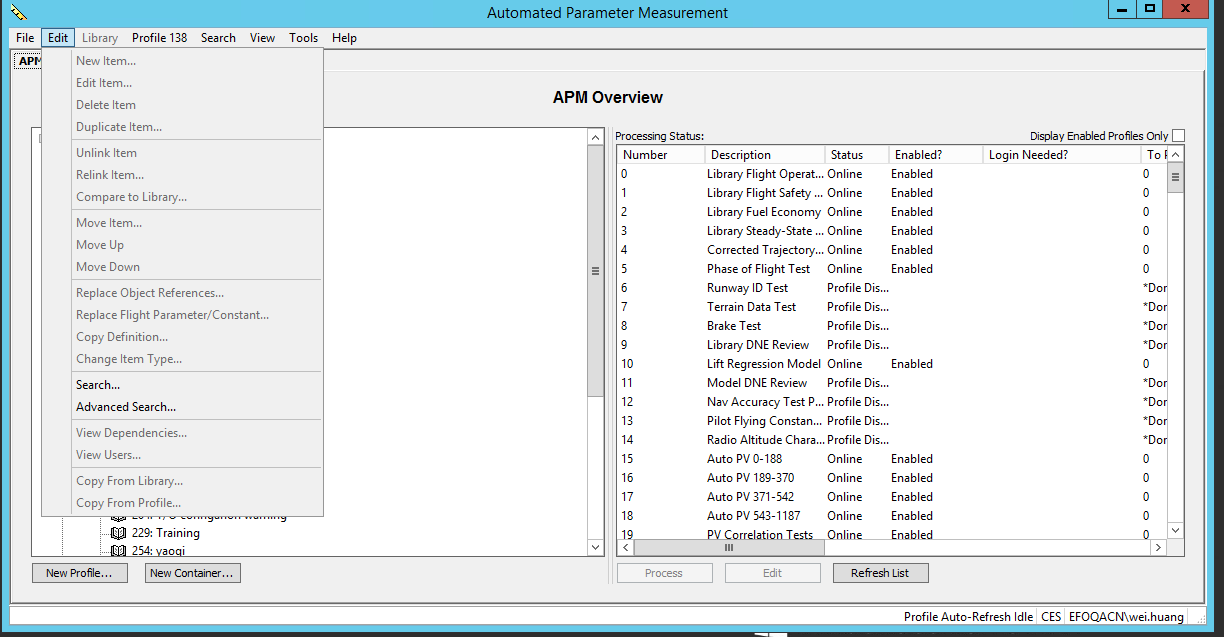 Automated Parameter Measurement
File Edit Library Profile 138 Search View Tools Help
APM
New Item...
Edit Item...
Delete Item
Duplicate Item...
Unlink Item
Relink Item...
Compare to Library...
Move Item...
Move Up
Move Down
Replace Object References...
Replace Flight Parameter/Constant...
Copy Definition...
Change Item Type...
Search...
Advanced Search...
View Dependencies...
View Users...
Copy From Library...
Copy From Profile...
229: Training
254: yaoqi
New Profile... New Container...
APM Overview
Processing Status: Display Enabled Profiles Only
Number Description Status Enabled? Login Needed? To
0 Library Flight Operat... Online Enabled 0
1 Library Flight Safety ... Online Enabled 0
2 Library Fuel Economy Online Enabled 0
3 Library Steady-State ... Online Enabled 0
4 Corrected Trajectory... Online Enabled 0
5 Phase of Flight Test Online Enabled 0
6 Runway ID Test Profile Dis... *Dor
7 Terrain Data Test Profile Dis... *Dor
8 Brake Test Profile Dis... *Dor
9 Library DNE Review Profile Dis... *Dor
10 Lift Regression Model Online Enabled 0
11 Model DNE Review Profile Dis... *Dor
12 Nav Accuracy Test P... Profile Dis... *Dor
13 Pilot Flying Constan... Profile Dis... *Dor
14 Radio Altitude Chara... Profile Dis... *Dor
15 Auto PV 0-188 Online Enabled 0
16 Auto PV 189-370 Online Enabled 0
17 Auto PV 371-542 Online Enabled 0
18 Auto PV 543-1187 Online Enabled 0
19 PV Correlation Tests Online Enabled 0
Process Edit Refresh List
Profile Auto-Refresh Idle CES EFOQACN\wei.huang